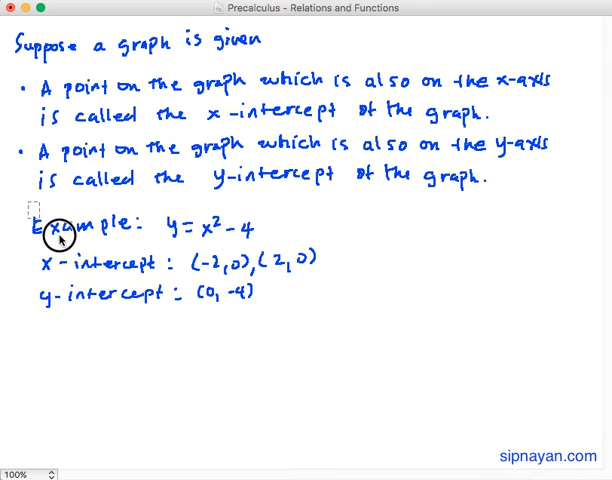 Precalculus - Relations and Functions
Suppose a graph is given
• A point on the graph which is also on the x-axis
is called the x-intercept of the graph.
• A point on the graph which is also on the y-axis
is called the y-intercept of the graph.
Example: y = x² - 4
x-intercept : (-2, 0), (2, 0)
y-intercept : (0, -4)
sipnayan.com
100%